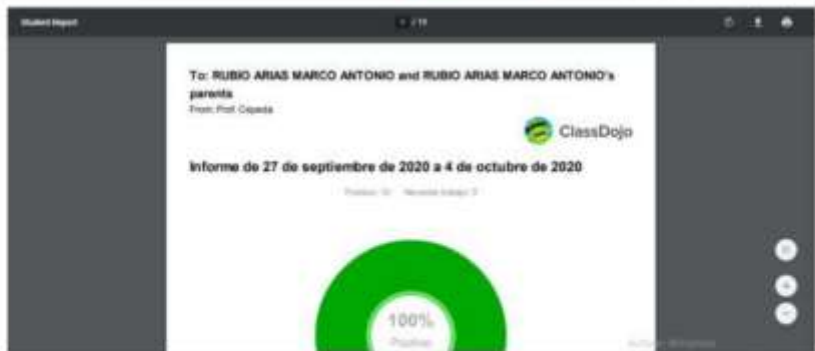 Student Report
To: RUBIO ARIAS MARCO ANTONIO and RUBIO ARIAS MARCO ANTONIO's
parents
From: Prof. Cepeda
ClassDojo
Informe de 27 de septiembre de 2020 a 4 de octubre de 2020
100%